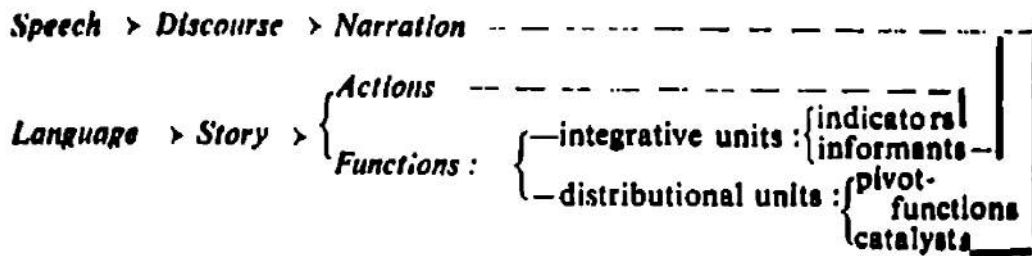 Speech > Discourse > Narration
Actions
Language > Story >
Functions :
—integrative units :
indicators
informants
—distributional units :
pivot-
functions
catalysts